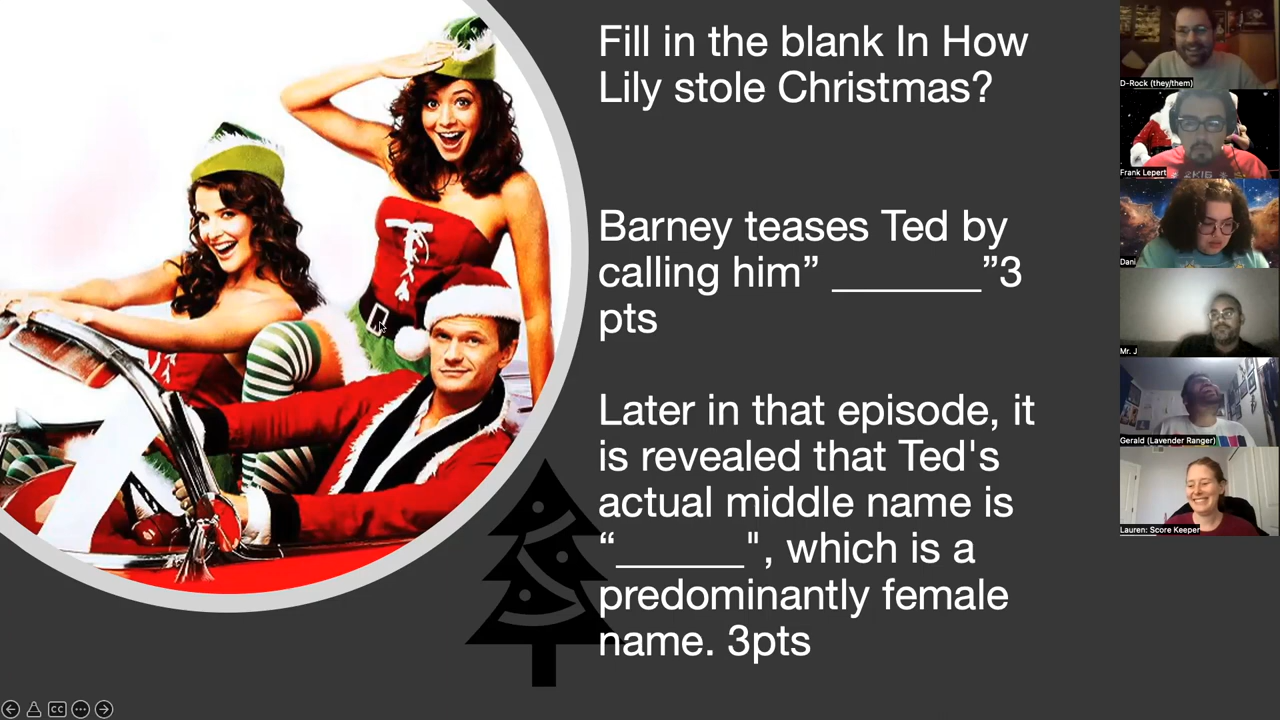 Fill in the blank In How
Lily stole Christmas?
Barney teases Ted by
calling him” _______”3
pts
Later in that episode, it
is revealed that Ted's
actual middle name is
“______", which is a
predominantly female
name. 3pts
D-Rock (they/them)
2K16
Frank Lepert
Dani
Mr. J
Gerald (Lavender Ranger)
Lauren: Score Keeper
CC